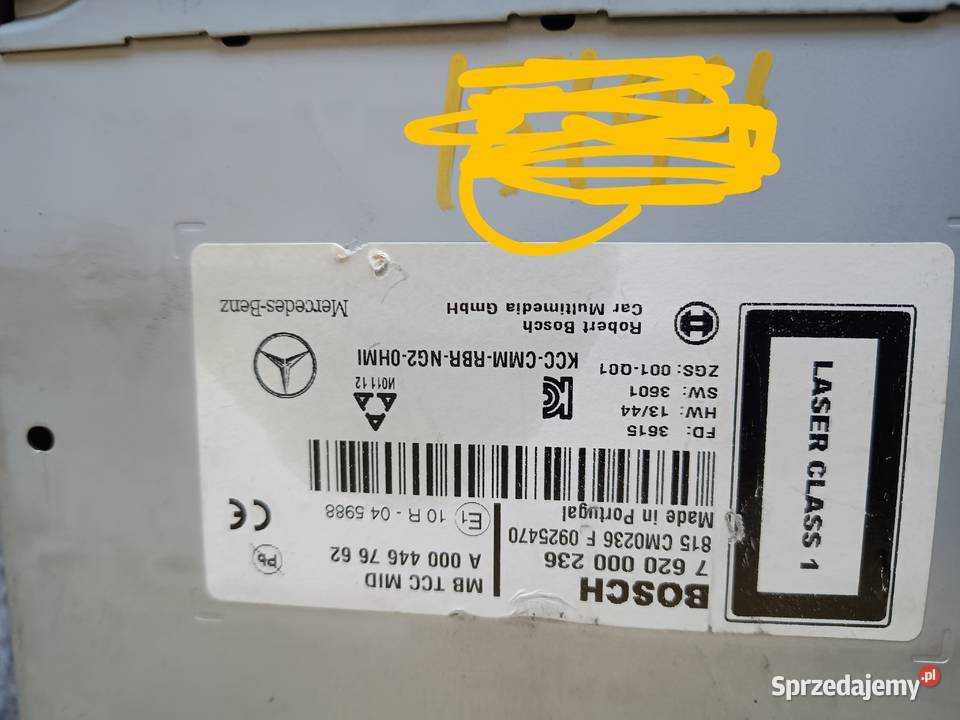 BOSCH
7 620 000 236
815 CM0236 F 0925470
Made in Portugal
MB TCC MID
A 000 446 76 62
E1 10 R - 04 5988
Pb
CE
FD: 3615
HW: 13/44
SW: 3601
ZGS: 001-Q01
KCC-CMM-RBR-NG2-0HMI
N01112
Robert Bosch
Car Multimedia GmbH
Mercedes-Benz
LASER CLASS 1
Sprzedajemy.pl